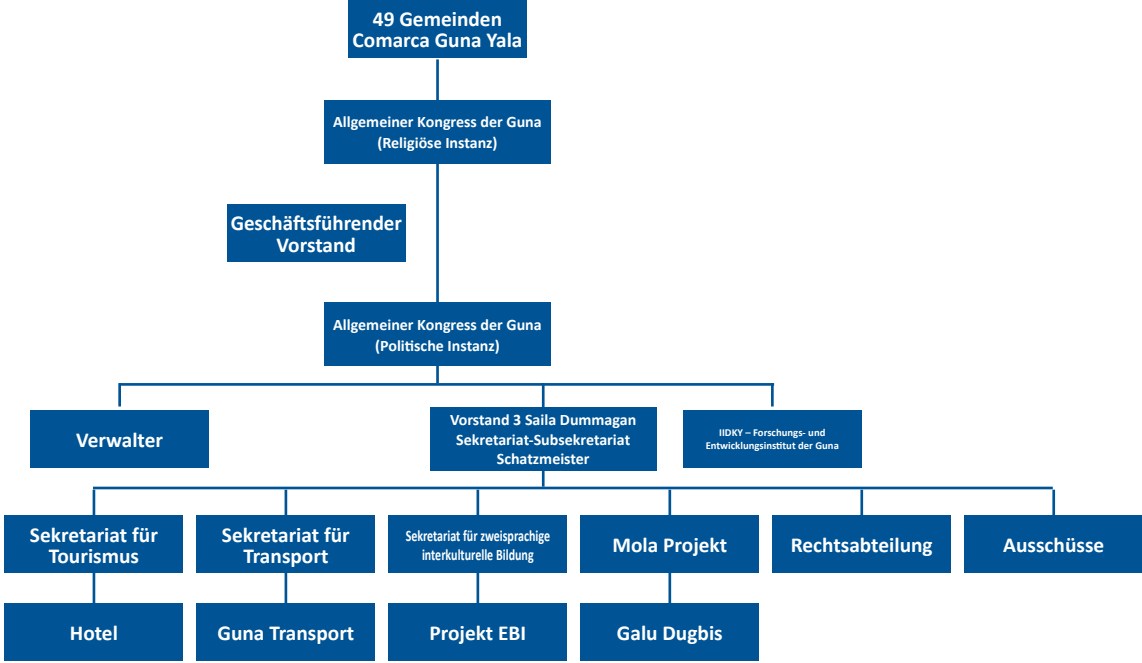 49 Gemeinden
Comarca Guna Yala
Allgemeiner Kongress der Guna
(Religiöse Instanz)
Geschäftsführender
Vorstand
Allgemeiner Kongress der Guna
(Politische Instanz)
Verwalter
Vorstand 3 Saila Dummagan
Sekretariat-Subsekretariat
Schatzmeister
IIDKY – Forschungs- und
Entwicklungsinstitut der Guna
Sekretariat für
Tourismus
Sekretariat für
Transport
Sekretariat für zweisprachige
interkulturelle Bildung
Mola Projekt
Rechtsabteilung
Ausschüsse
Hotel
Guna Transport
Projekt EBI
Galu Dugbis